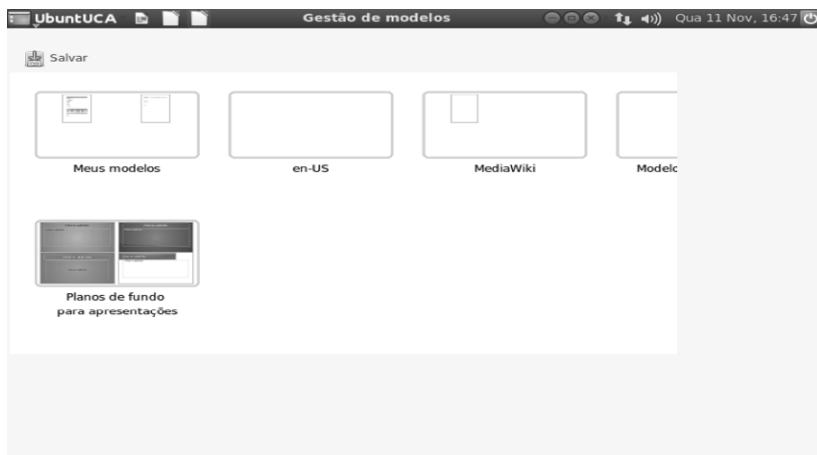 UbuntUCA Gestão de modelos Qua 11 Nov, 16:47
Salvar
Meus modelos en-US MediaWiki Modelo
Planos de fundo
para apresentações